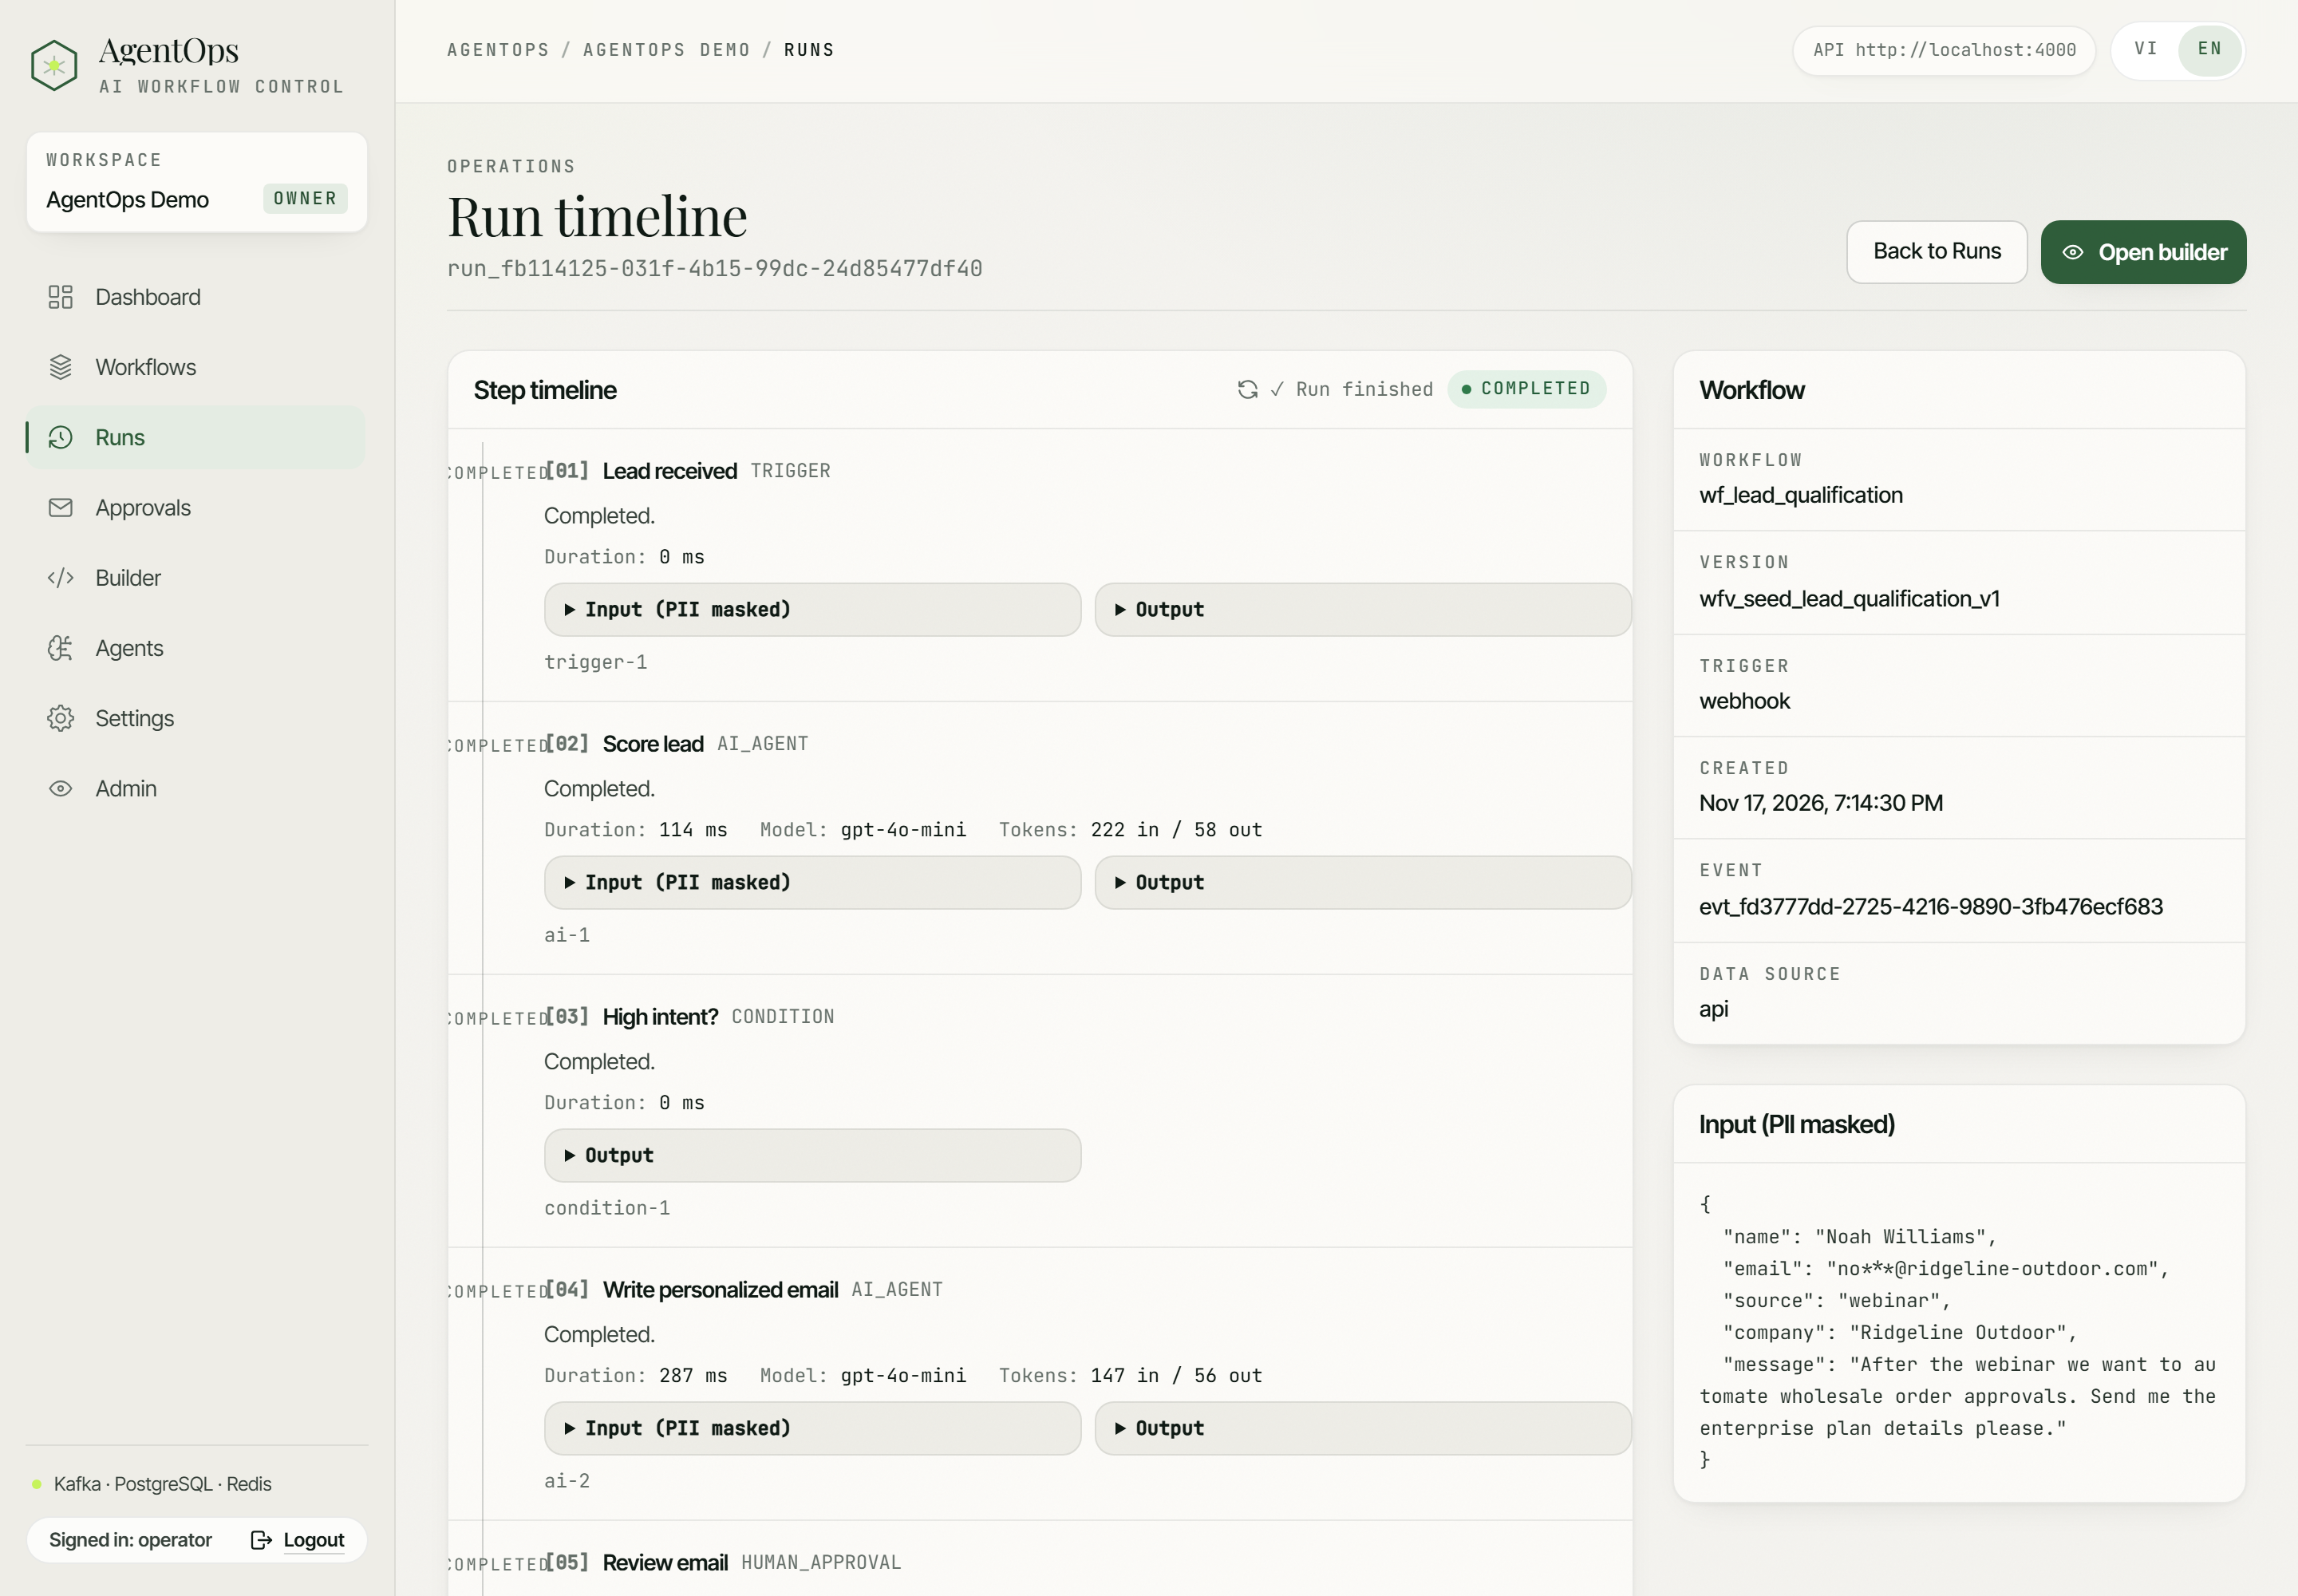 AgentOps
AI WORKFLOW CONTROL
WORKSPACE
AgentOps Demo OWNER
Dashboard
Workflows
Runs
Approvals
Builder
Agents
Settings
Admin
Kafka · PostgreSQL · Redis
Signed in: operator Logout
AGENTOPS / AGENTOPS DEMO / RUNS
API http://localhost:4000 VI EN
OPERATIONS
Run timeline
run_fb114125-031f-4b15-99dc-24d85477df40
Back to Runs Open builder
Step timeline ✓ Run finished COMPLETED
COMPLETED [01] Lead received TRIGGER
Completed.
Duration: 0 ms
▶ Input (PII masked) ▶ Output
trigger-1
COMPLETED [02] Score lead AI_AGENT
Completed.
Duration: 114 ms Model: gpt-4o-mini Tokens: 222 in / 58 out
▶ Input (PII masked) ▶ Output
ai-1
COMPLETED [03] High intent? CONDITION
Completed.
Duration: 0 ms
▶ Output
condition-1
COMPLETED [04] Write personalized email AI_AGENT
Completed.
Duration: 287 ms Model: gpt-4o-mini Tokens: 147 in / 56 out
▶ Input (PII masked) ▶ Output
ai-2
COMPLETED [05] Review email HUMAN_APPROVAL
Workflow
WORKFLOW
wf_lead_qualification
VERSION
wfv_seed_lead_qualification_v1
TRIGGER
webhook
CREATED
Nov 17, 2026, 7:14:30 PM
EVENT
evt_fd3777dd-2725-4216-9890-3fb476ecf683
DATA SOURCE
api
Input (PII masked)
{
"name": "Noah Williams",
"email": "no***@ridgeline-outdoor.com",
"source": "webinar",
"company": "Ridgeline Outdoor",
"message": "After the webinar we want to au
tomate wholesale order approvals. Send me the
enterprise plan details please."
}